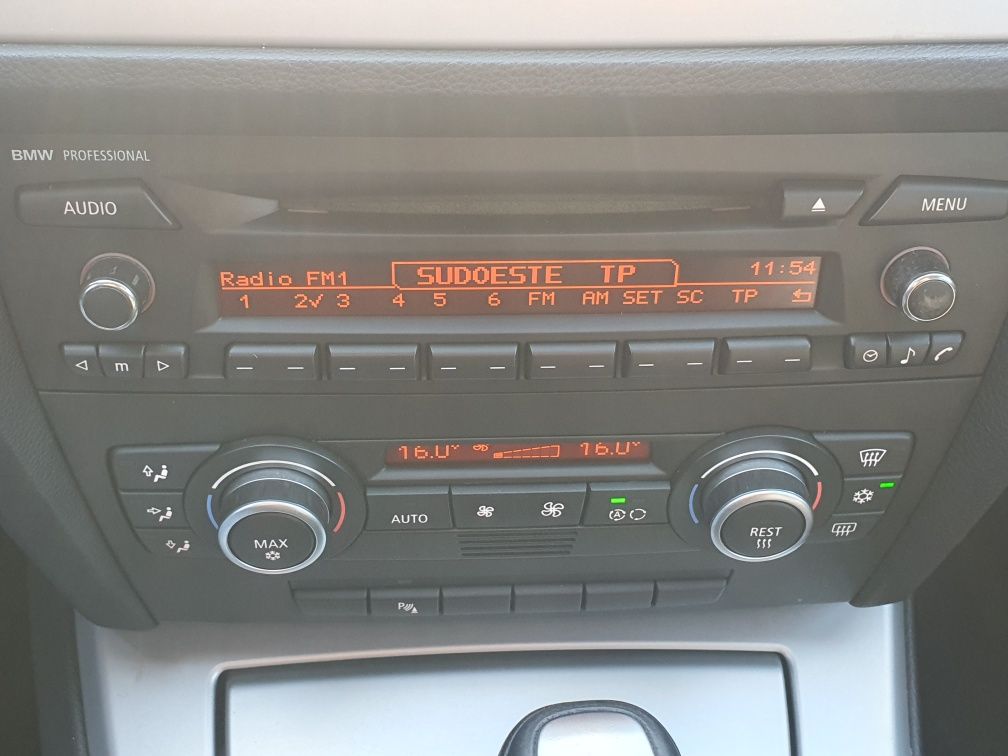 BMW PROFESSIONAL
AUDIO
MENU
Radio FM1 SUDOESTE TP 11:54
1 2✓ 3 4 5 6 FM AM SET SC TP
m
16.0° 16.0°
AUTO
A
MAX
REST
P